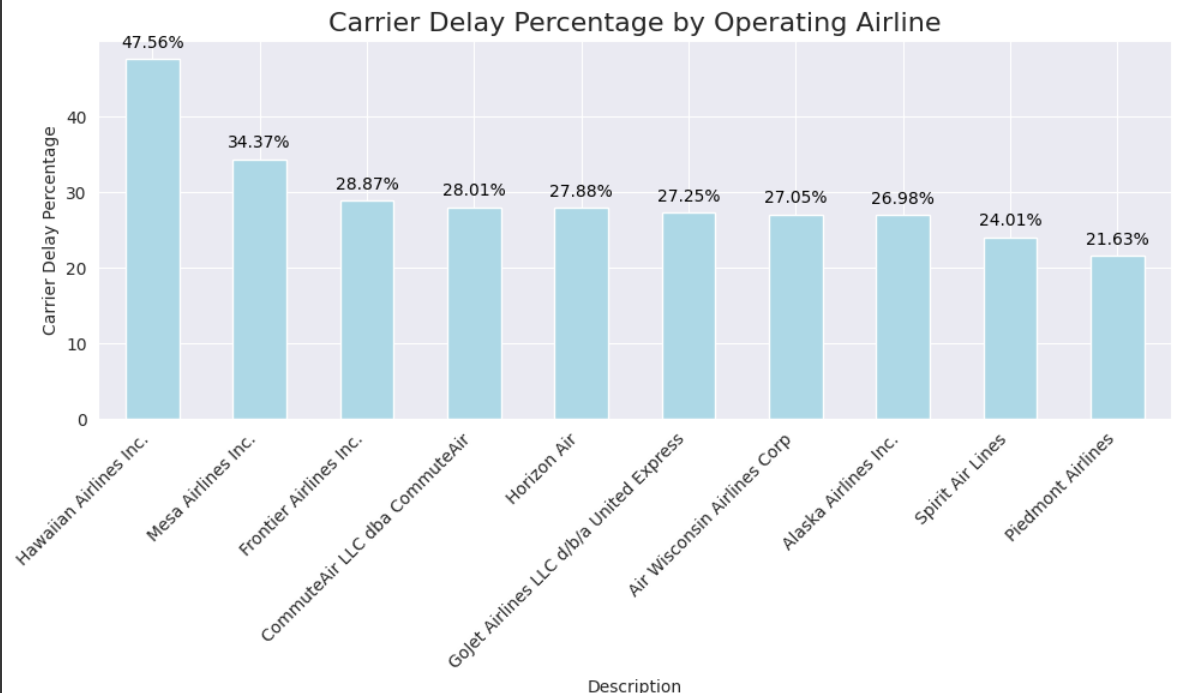 Carrier Delay Percentage by Operating Airline
Carrier Delay Percentage
40
30
20
10
0
47.56%
34.37%
28.87%
28.01%
27.88%
27.25%
27.05%
26.98%
24.01%
21.63%
Hawaiian Airlines Inc.
Mesa Airlines Inc.
Frontier Airlines Inc.
CommuteAir LLC dba CommuteAir
Horizon Air
GoJet Airlines LLC d/b/a United Express
Air Wisconsin Airlines Corp
Alaska Airlines Inc.
Spirit Air Lines
Piedmont Airlines
Description